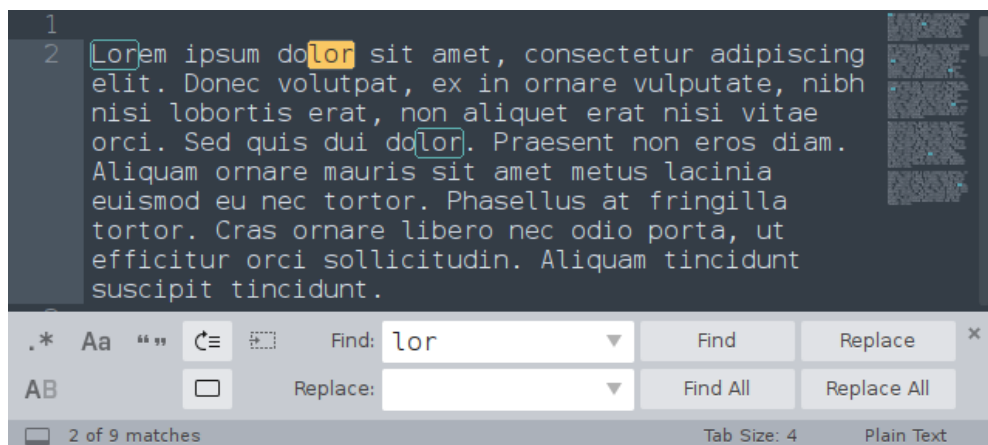 1
2 Lorem ipsum dolor sit amet, consectetur adipiscing
elit. Donec volutpat, ex in ornare vulputate, nibh
nisi lobortis erat, non aliquet erat nisi vitae
orci. Sed quis dui dolor. Praesent non eros diam.
Aliquam ornare mauris sit amet metus lacinia
euismod eu nec tortor. Phasellus at fringilla
tortor. Cras ornare libero nec odio porta, ut
efficitur orci sollicitudin. Aliquam tincidunt
suscipit tincidunt.
.* Aa “” Find: lor Find Replace ×
AB Replace: Find All Replace All
2 of 9 matches Tab Size: 4 Plain Text